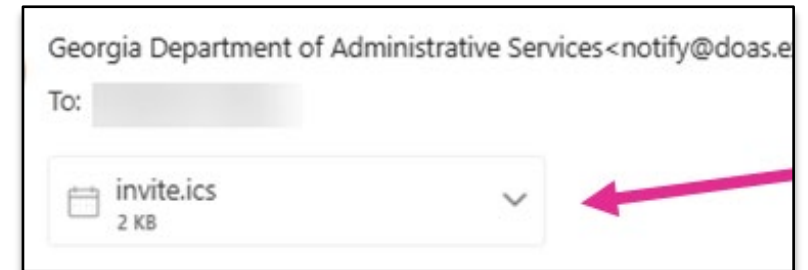 Georgia Department of Administrative Services<notify@doas.e
To:
invite.ics
2 KB